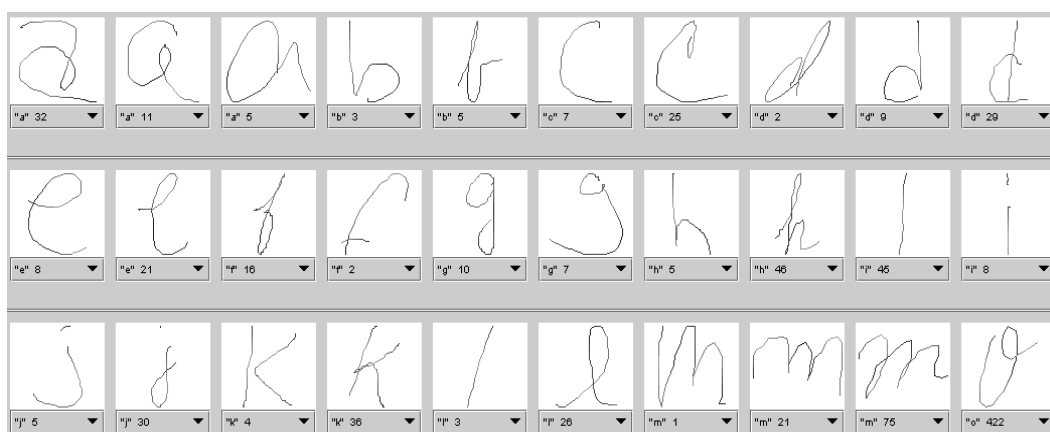 a a a b b c c d d d
"a" 32 "a" 11 "a" 5 "b" 3 "b" 5 "c" 7 "c" 25 "d" 2 "d" 9 "d" 29
e e f f g g h h i i
"e" 8 "e" 21 "f" 16 "f" 2 "g" 10 "g" 7 "h" 5 "h" 46 "i" 45 "i" 8
j j k k l l m m m o
"j" 5 "j" 30 "k" 4 "k" 36 "l" 3 "l" 26 "m" 1 "m" 21 "m" 75 "o" 422